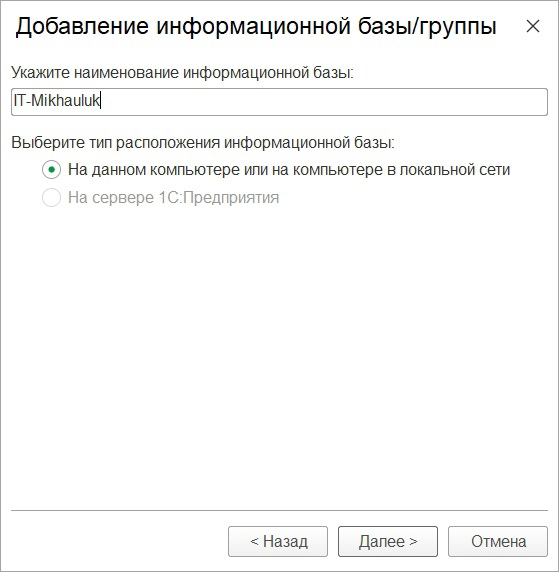 Добавление информационной базы/группы
Укажите наименование информационной базы:
IT-Mikhauluk
Выберите тип расположения информационной базы:
На данном компьютере или на компьютере в локальной сети
На сервере 1С:Предприятия
< Назад
Далее >
Отмена